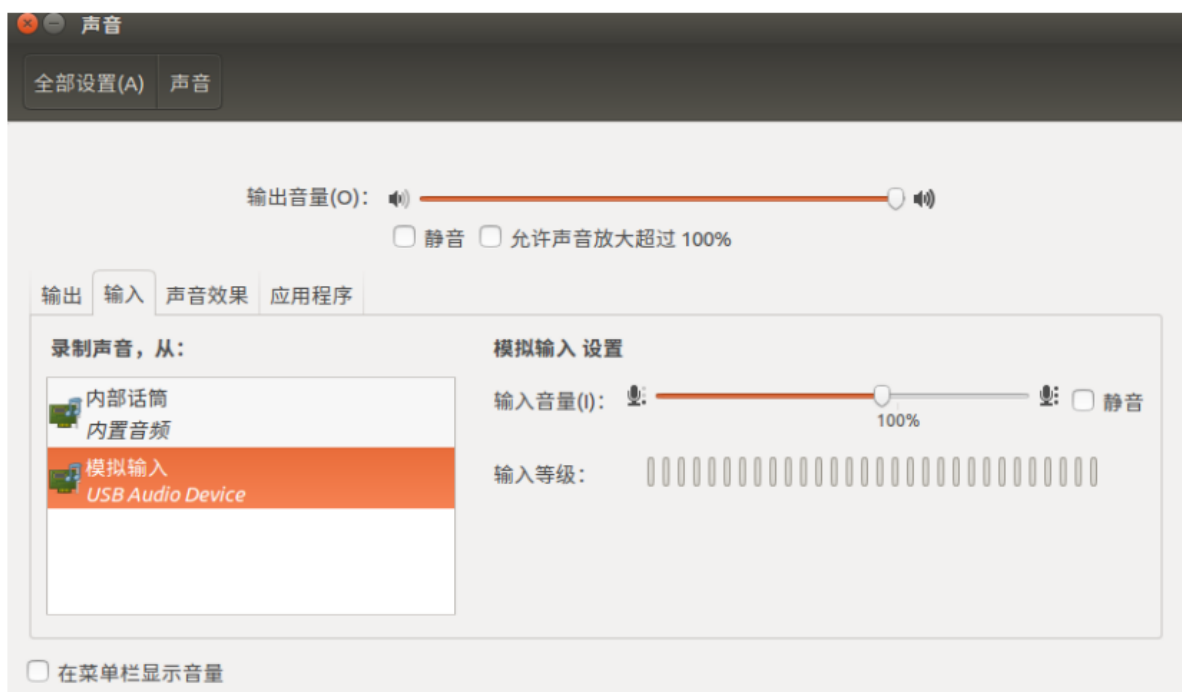 声音
全部设置(A) 声音
输出音量(O)：
静音 允许声音放大超过 100%
输出 输入 声音效果 应用程序
录制声音，从：
模拟输入 设置
内部话筒
内置音频
模拟输入
USB Audio Device
输入音量(I)： 静音
100%
输入等级：
在菜单栏显示音量